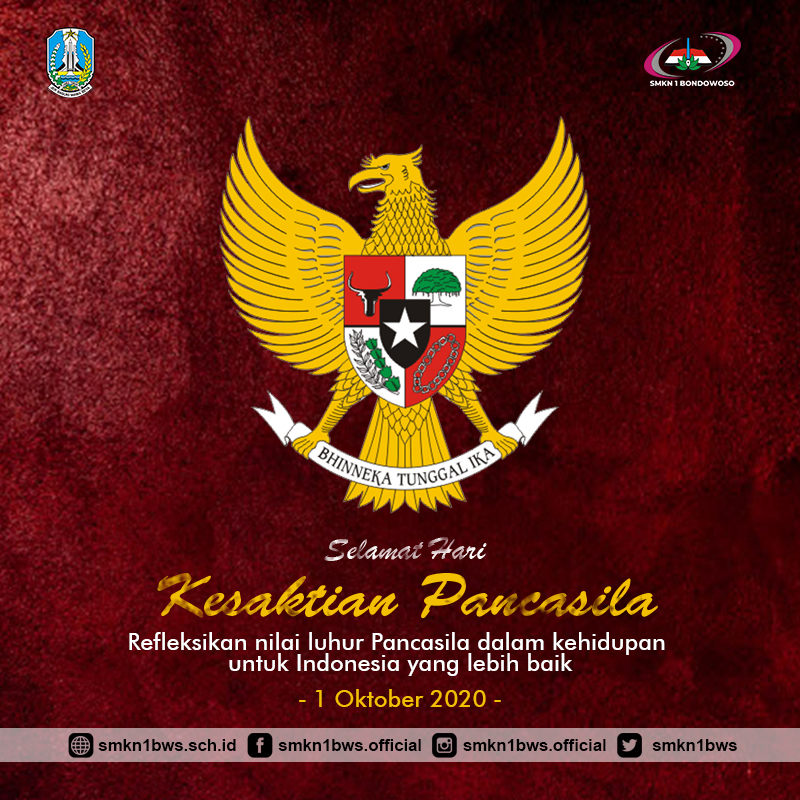 SMKN 1 BONDOWOSO
BHINNEKA TUNGGAL IKA
Selamat Hari
Kesaktian Pancasila
Refleksikan nilai luhur Pancasila dalam kehidupan
untuk Indonesia yang lebih baik
- 1 Oktober 2020 -
smkn1bws.sch.id smkn1bws.official smkn1bws.official smkn1bws